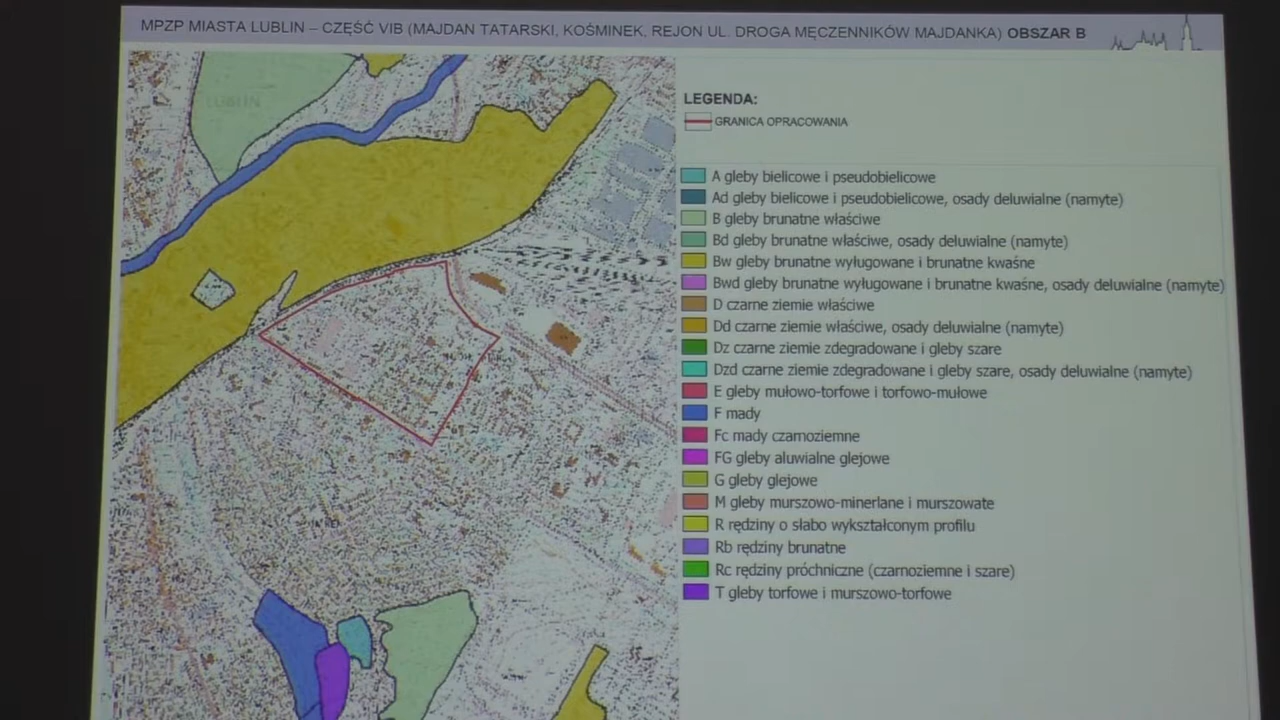 MPZP MIASTA LUBLIN – CZĘŚĆ VIB (MAJDAN TATARSKI, KOŚMINEK, REJON UL. DROGA MĘCZENNIKÓW MAJDANKA) OBSZAR B
LUBLIN
LEGENDA:
GRANICA OPRACOWANIA
A gleby bielicowe i pseudobielicowe
Ad gleby bielicowe i pseudobielicowe, osady deluwialne (namyte)
B gleby brunatne właściwe
Bd gleby brunatne właściwe, osady deluwialne (namyte)
Bw gleby brunatne wyługowane i brunatne kwaśne
Bwd gleby brunatne wyługowane i brunatne kwaśne, osady deluwialne (namyte)
D czarne ziemie właściwe
Dd czarne ziemie właściwe, osady deluwialne (namyte)
Dz czarne ziemie zdegradowane i gleby szare
Dzd czarne ziemie zdegradowane i gleby szare, osady deluwialne (namyte)
E gleby mułowo-torfowe i torfowo-mułowe
F mady
Fc mady czarnoziemne
FG gleby aluwialne glejowe
G gleby glejowe
M gleby murszowo-minerlane i murszowate
R rędziny o słabo wykształconym profilu
Rb rędziny brunatne
Rc rędziny próchniczne (czarnoziemne i szare)
T gleby torfowe i murszowo-torfowe